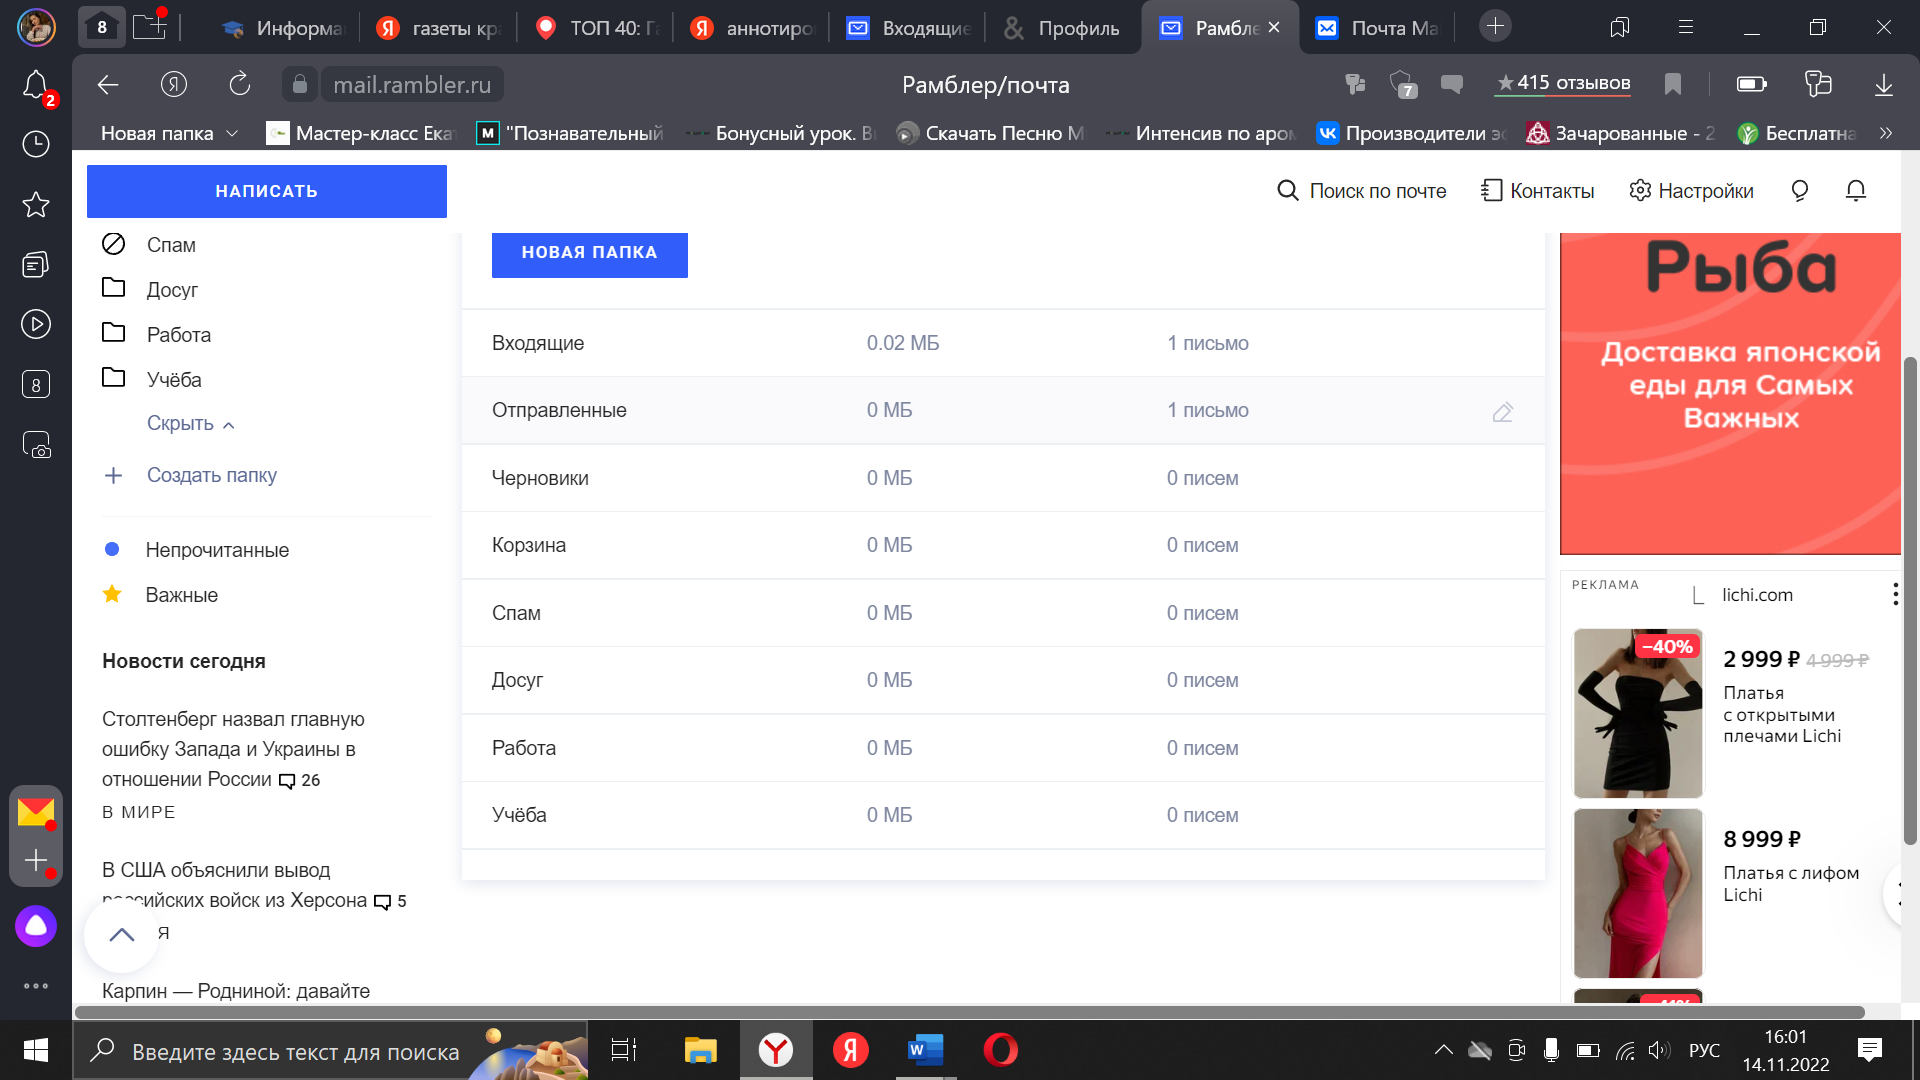 8
Информа
газеты кра
ТОП 40: Га
аннотиро
Входящие
Профиль
Рамбле
Почта Ma
2
mail.rambler.ru
Рамблер/почта
7
★415 отзывов
Новая папка
Мастер-класс Ека
"Познавательный
Бонусный урок. В
Скачать Песню М
Интенсив по аром
Производители э
Зачарованные - 2
Бесплатна
НАПИСАТЬ
Поиск по почте
Контакты
Настройки
8
Спам
Досуг
Работа
Учёба
Скрыть
Создать папку
Непрочитанные
Важные
Новости сегодня
Столтенберг назвал главную
ошибку Запада и Украины в
отношении России 26
В МИРЕ
В США объяснили вывод
российских войск из Херсона 5
Я
Карпин — Родниной: давайте
НОВАЯ ПАПКА
Входящие 0.02 МБ 1 письмо
Отправленные 0 МБ 1 письмо
Черновики 0 МБ 0 писем
Корзина 0 МБ 0 писем
Спам 0 МБ 0 писем
Досуг 0 МБ 0 писем
Работа 0 МБ 0 писем
Учёба 0 МБ 0 писем
Рыба
Доставка японской
еды для Самых
Важных
РЕКЛАМА
L lichi.com
−40%
2 999 ₽ 4 999 ₽
Платья
с открытыми
плечами Lichi
8 999 ₽
Платья с лифом
Lichi
Введите здесь текст для поиска
РУС
16:01
14.11.2022